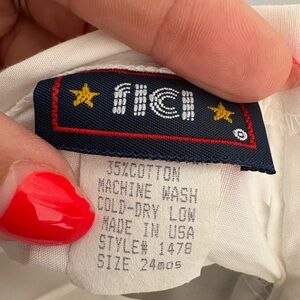 fici
®
35%COTTON
MACHINE WASH
COLD-DRY LOW
MADE IN USA
STYLE# 1478
SIZE 24mos